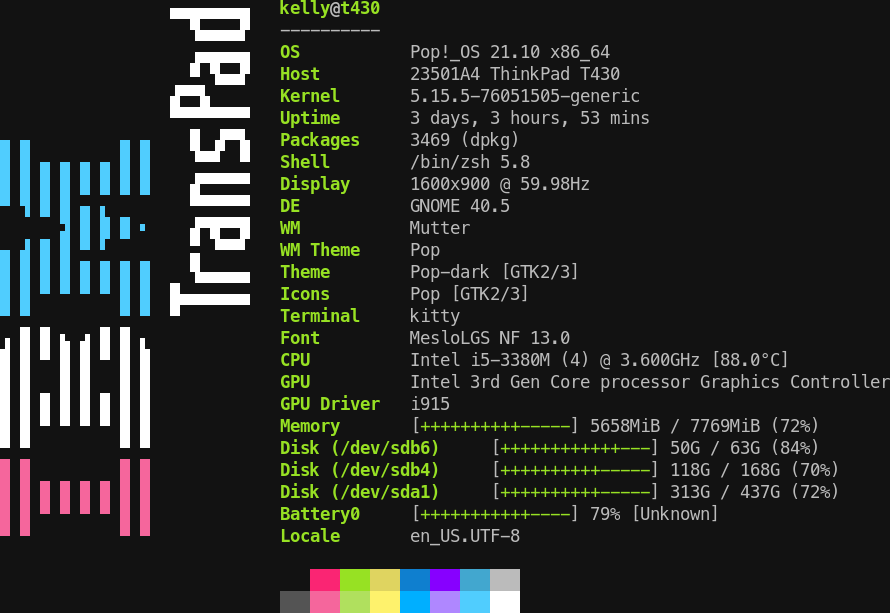 IBM
TransPad
kelly@t430
----------
OS Pop!_OS 21.10 x86_64
Host 23501A4 ThinkPad T430
Kernel 5.15.5-76051505-generic
Uptime 3 days, 3 hours, 53 mins
Packages 3469 (dpkg)
Shell /bin/zsh 5.8
Display 1600x900 @ 59.98Hz
DE GNOME 40.5
WM Mutter
WM Theme Pop
Theme Pop-dark [GTK2/3]
Icons Pop [GTK2/3]
Terminal kitty
Font MesloLGS NF 13.0
CPU Intel i5-3380M (4) @ 3.600GHz [88.0°C]
GPU Intel 3rd Gen Core processor Graphics Controller
GPU Driver i915
Memory [++++++++++-----] 5658MiB / 7769MiB (72%)
Disk (/dev/sdb6) [++++++++++++---] 50G / 63G (84%)
Disk (/dev/sdb4) [++++++++++-----] 118G / 168G (70%)
Disk (/dev/sda1) [++++++++++-----] 313G / 437G (72%)
Battery0 [+++++++++++----] 79% [Unknown]
Locale en_US.UTF-8